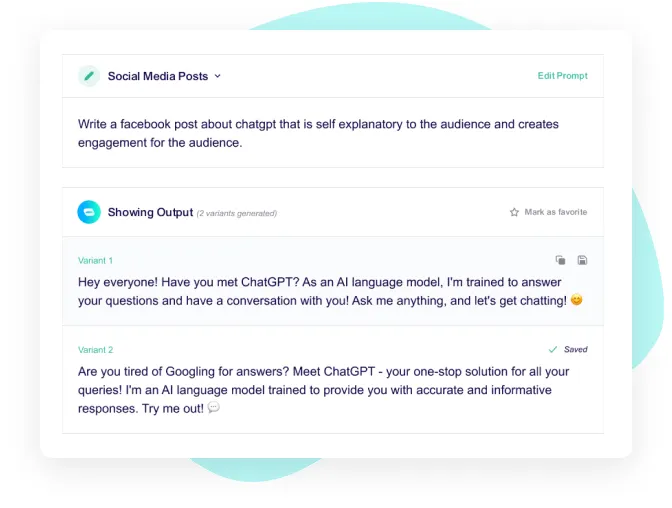 Social Media Posts
Edit Prompt
Write a facebook post about chatgpt that is self explanatory to the audience and creates
engagement for the audience.
Showing Output (2 variants generated)
Mark as favorite
Variant 1
Hey everyone! Have you met ChatGPT? As an AI language model, I'm trained to answer
your questions and have a conversation with you! Ask me anything, and let's get chatting! 😊
Variant 2
Saved
Are you tired of Googling for answers? Meet ChatGPT - your one-stop solution for all your
queries! I'm an AI language model trained to provide you with accurate and informative
responses. Try me out! 💬